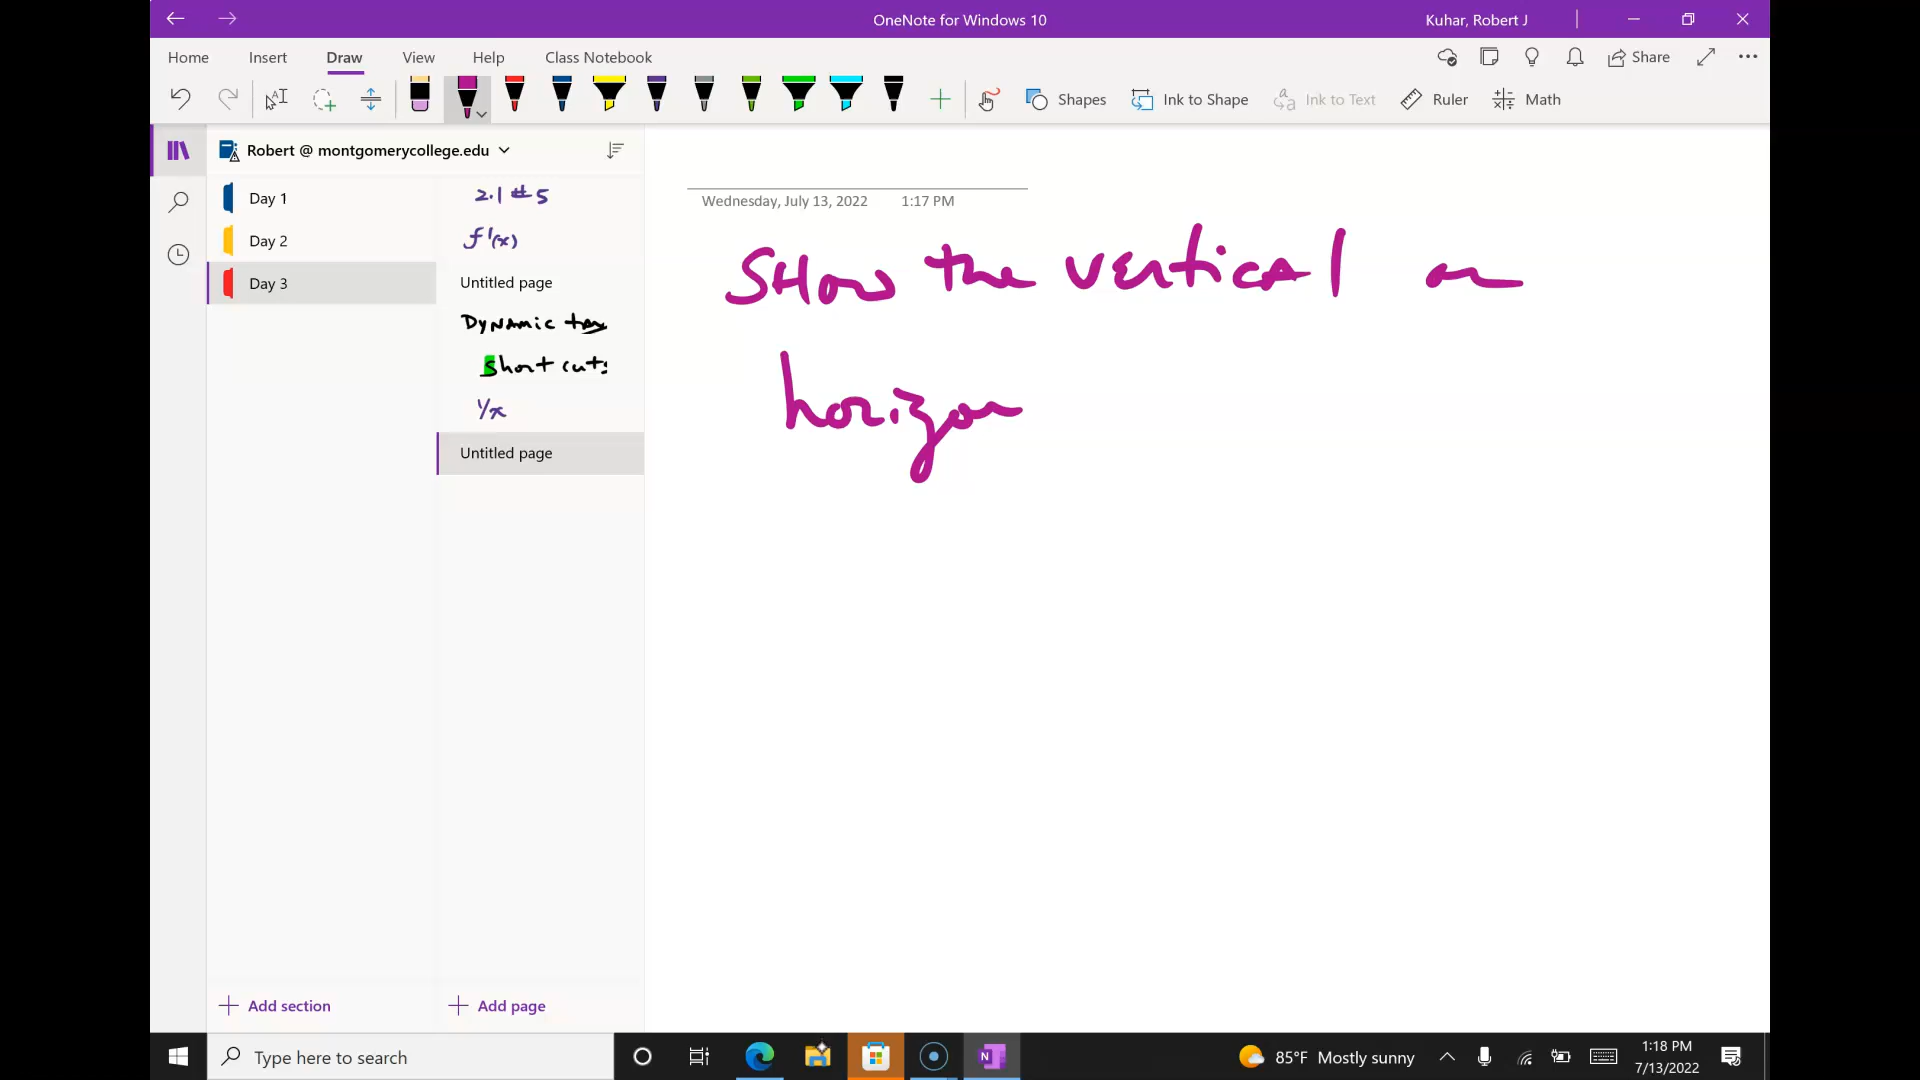 OneNote for Windows 10
Kuhar, Robert J
Home Insert Draw View Help Class Notebook
Share
Shapes Ink to Shape Ink to Text Ruler Math
Robert @ montgomerycollege.edu
Day 1
Day 2
Day 3
Add section
2.1 #5
f'(x)
Untitled page
Dynamic
Short cuts
1/x
Untitled page
Add page
Wednesday, July 13, 2022 1:17 PM
Show the vertical or
horizon
Type here to search
85°F Mostly sunny
1:18 PM
7/13/2022